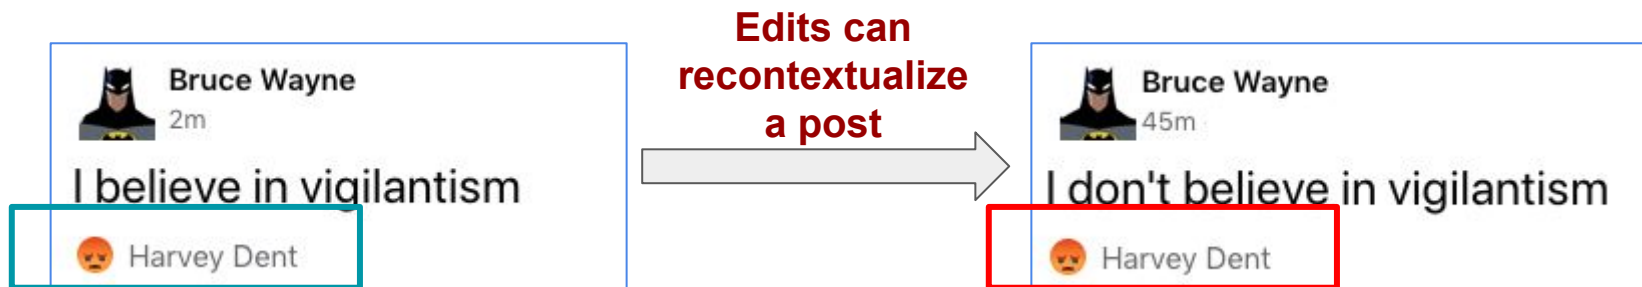 Bruce Wayne
2m
I believe in vigilantism
Harvey Dent
Edits can
recontextualize
a post
Bruce Wayne
45m
I don't believe in vigilantism
Harvey Dent